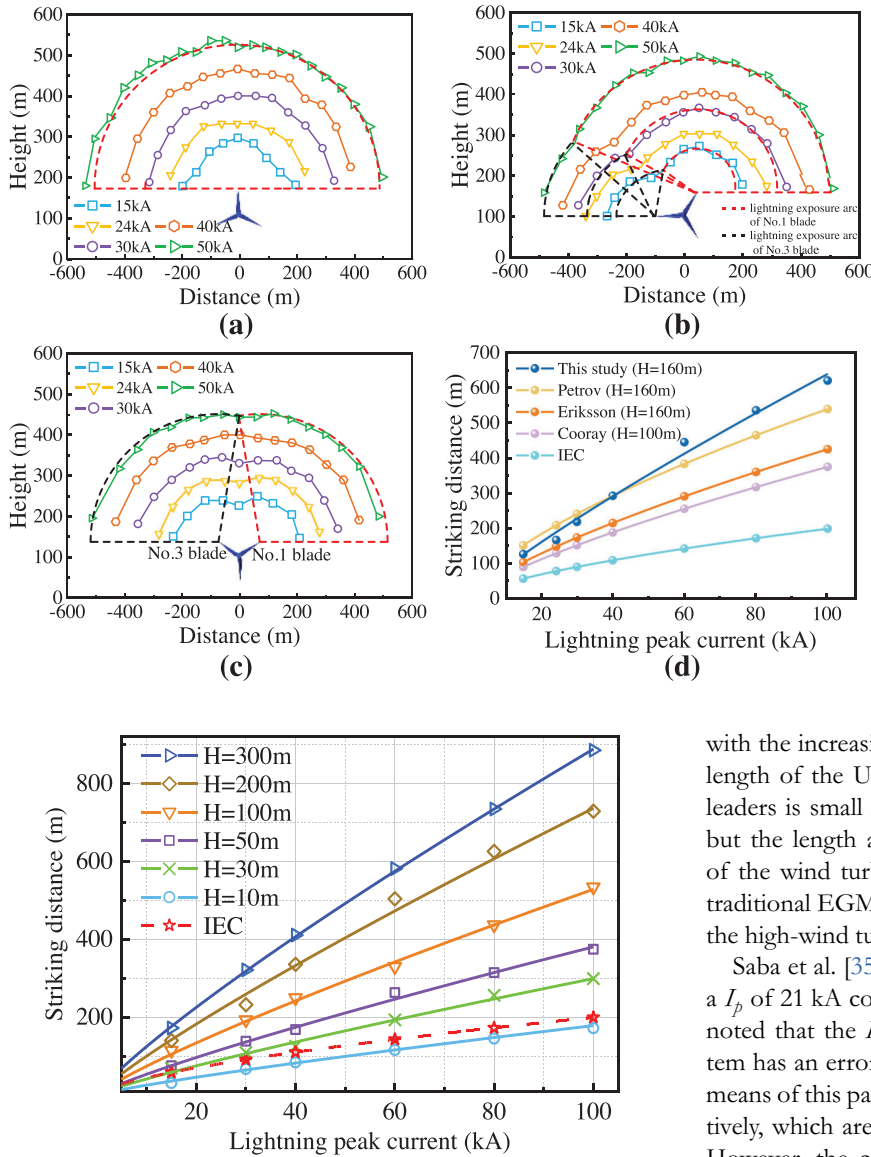 600
500
400
300
200
100
0
Height (m)
15kA
24kA
30kA
40kA
50kA
-600 -400 -200 0 200 400 600
Distance (m)
(a)
600
500
400
300
200
100
0
Height (m)
15kA
24kA
30kA
40kA
50kA
lightning exposure arc
of No.1 blade
lightning exposure arc
of No.3 blade
-600 -400 -200 0 200 400 600
Distance (m)
(b)
600
500
400
300
200
100
0
Height (m)
15kA
24kA
30kA
40kA
50kA
No.3 blade
No.1 blade
-600 -400 -200 0 200 400 600
Distance (m)
(c)
700
600
500
400
300
200
100
0
Striking distance (m)
This study (H=160m)
Petrov (H=160m)
Eriksson (H=160m)
Cooray (H=100m)
IEC
20 40 60 80 100
Lightning peak current (kA)
(d)
800
600
400
200
Striking distance (m)
H=300m
H=200m
H=100m
H=50m
H=30m
H=10m
IEC
20 40 60 80 100
Lightning peak current (kA)
with the increasi
length of the U
leaders is small
but the length a
of the wind turb
traditional EGM
the high-wind tu
Saba et al. [35
a Ip of 21 kA co
noted that the
tem has an error
means of this pa
tively, which are